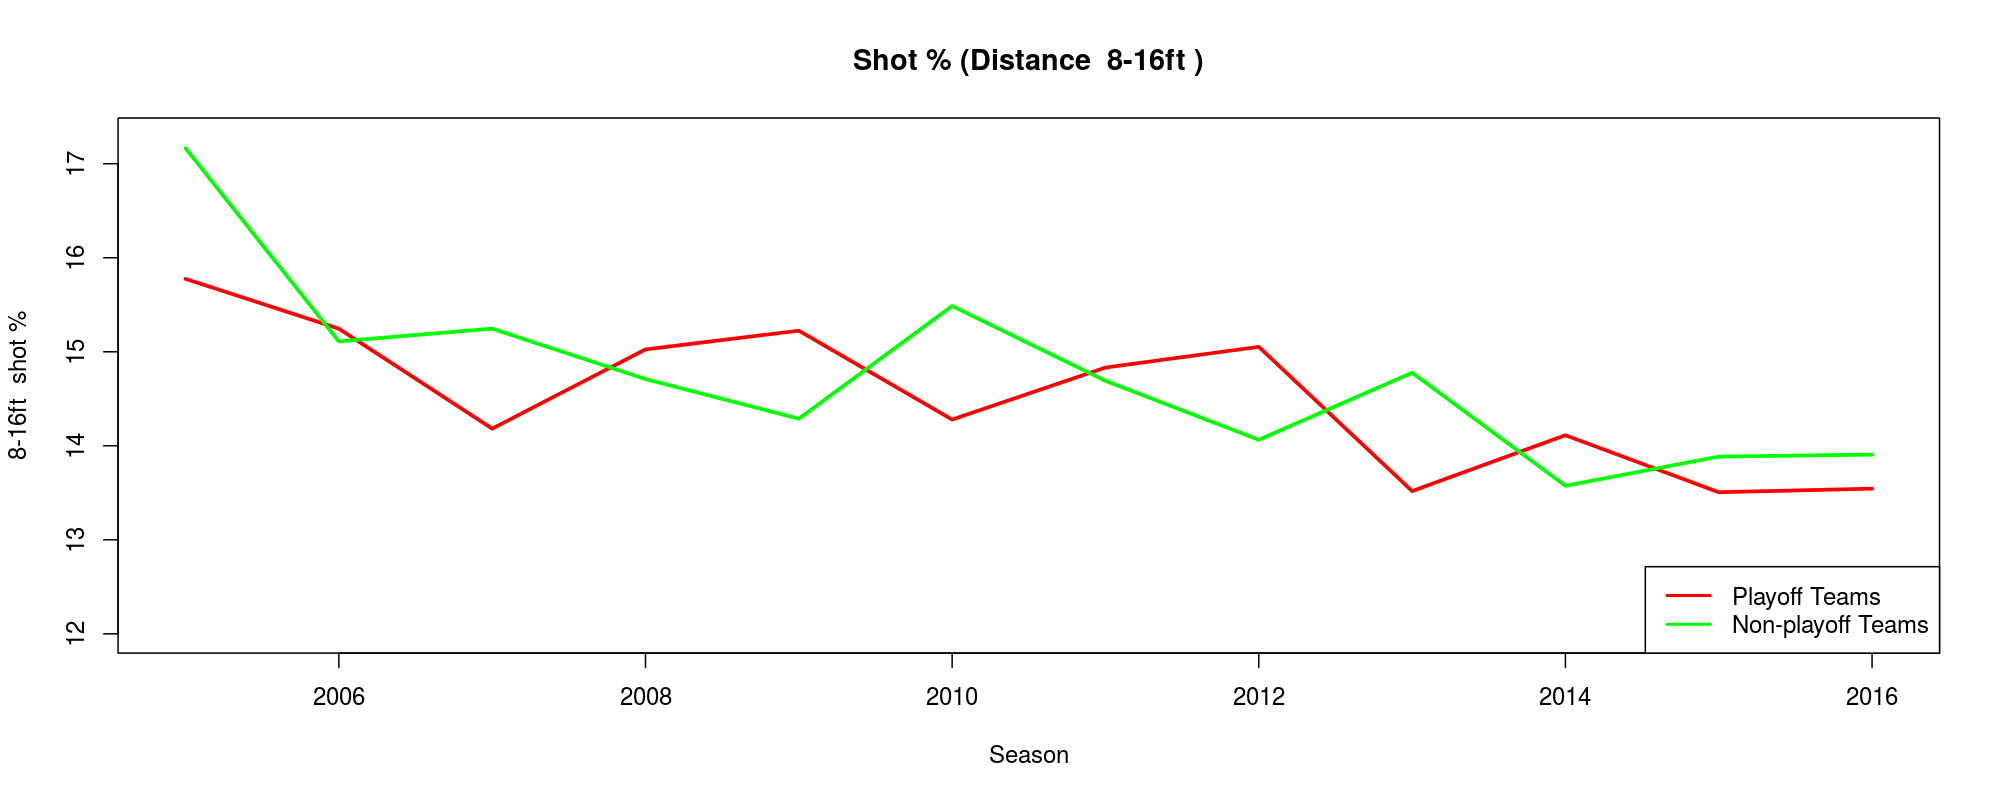 Shot % (Distance  8-16ft )
8-16ft  shot %
17
16
15
14
13
12
Playoff Teams
Non-playoff Teams
2006
2008
2010
2012
2014
2016
Season